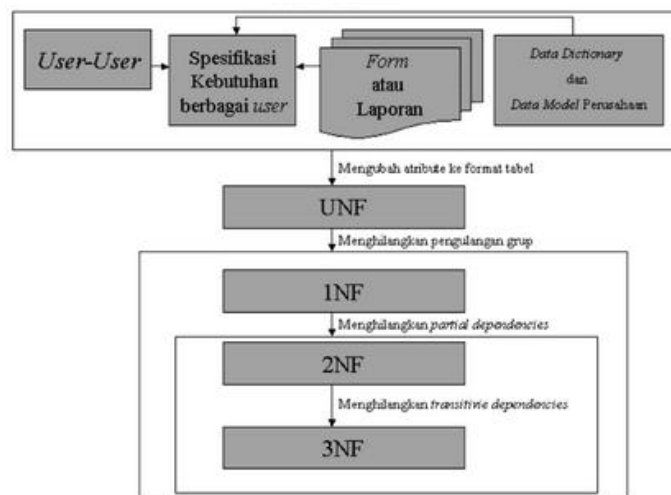 User-User
Spesifikasi
Kebutuhan
berbagai user
Form
atau
Laporan
Data Dictionary
dan
Data Model Perusahaan
Mengubah atribute ke format tabel
UNF
Menghilangkan pengulangan grup
1NF
Menghilangkan partial dependencies
2NF
Menghilangkan transitivie dependencies
3NF